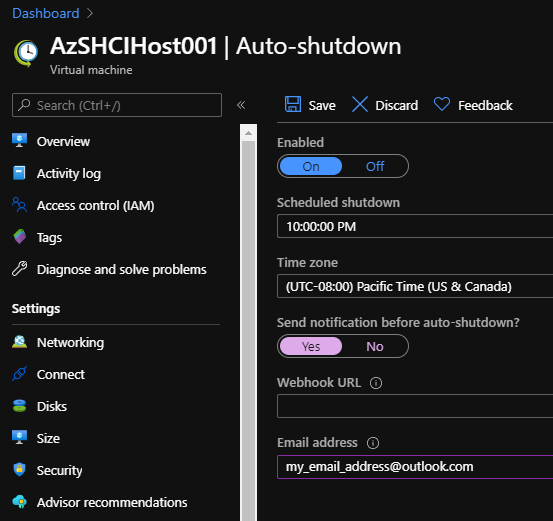 Dashboard >
AzSHCIHost001 | Auto-shutdown
Virtual machine
Search (Ctrl+/)
«
Overview
Activity log
Access control (IAM)
Tags
Diagnose and solve problems
Settings
Networking
Connect
Disks
Size
Security
Advisor recommendations
Save Discard Feedback
Enabled
On Off
Scheduled shutdown
10:00:00 PM
Time zone
(UTC-08:00) Pacific Time (US & Canada)
Send notification before auto-shutdown?
Yes No
Webhook URL
Email address
my_email_address@outlook.com